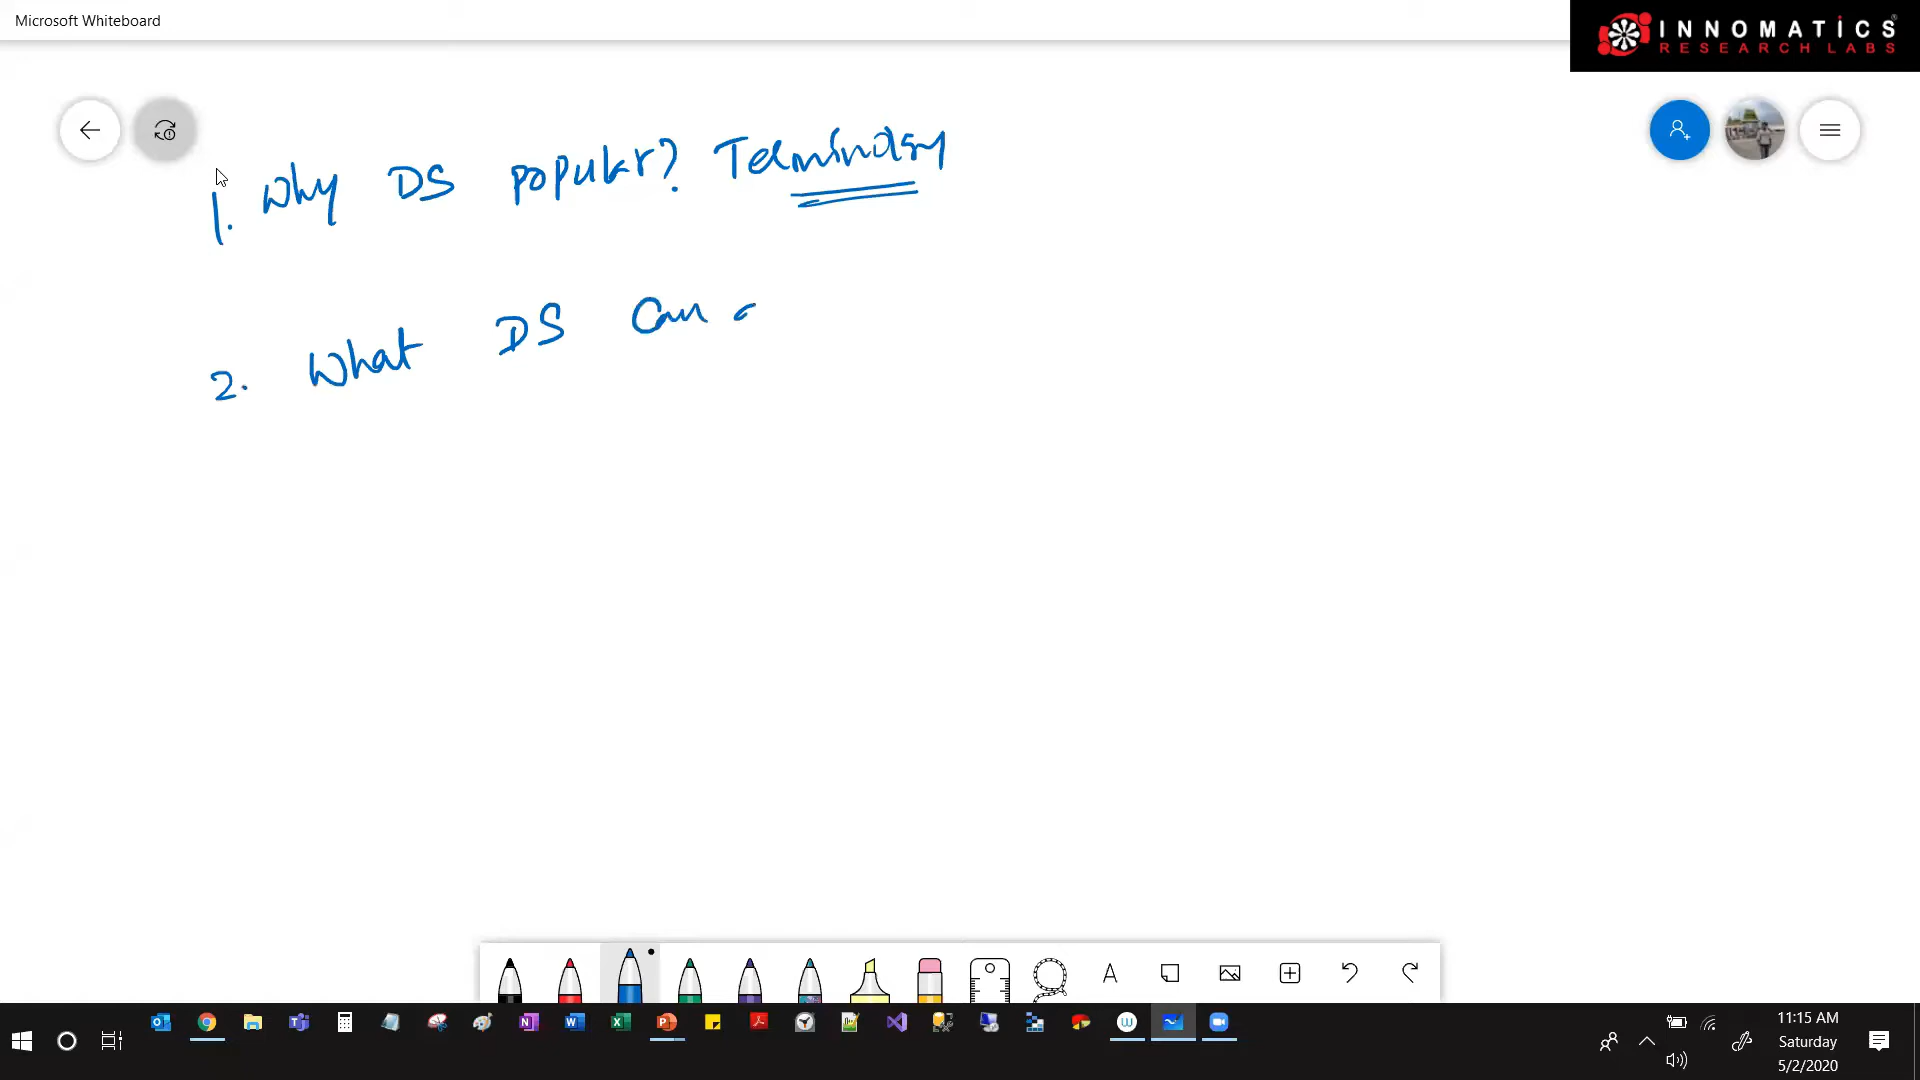 Microsoft Whiteboard
INNOMATICS
RESEARCH LABS
1. Why DS popular? Terminology
2. What DS Can
11:15 AM
Saturday
5/2/2020